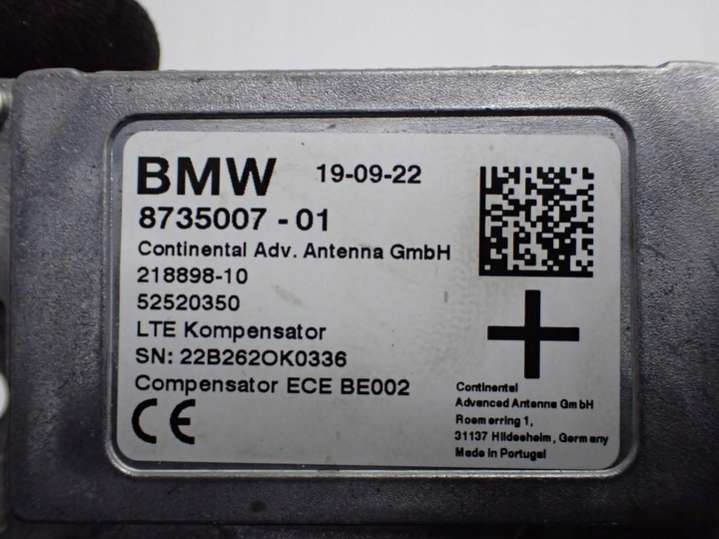 BMW 19-09-22
8735007 - 01
Continental Adv. Antenna GmbH
218898-10
52520350
LTE Kompensator
SN: 22B262OK0336
Compensator ECE BE002
CE
Continental
Advanced Antenna GmbH
Roemerring 1,
31137 Hildesheim, Germany
Made in Portugal